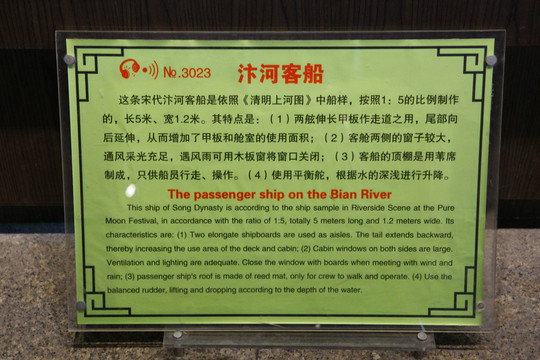 No.3023 汴河客船
这条宋代汴河客船是依照《清明上河图》中船样，按照1：5的比例制作
的，长5米、宽1.2米。其特点是：（1）两舷伸长甲板作走道之用，尾部向
后延伸，从而增加了甲板和舱室的使用面积；（2）客舱两侧的窗子较大，
通风采光充足，遇风雨可用木板窗将窗口关闭；（3）客船的顶棚是用苇席
制成，只供船员行走、操作。（4）使用平衡舵，根据水的深浅进行升降。
The passenger ship on the Bian River
This ship of Song Dynasty is according to the ship sample in Riverside Scene at the Pure
Moon Festival, in accordance with the ratio of 1:5, totally 5 meters long and 1.2 meters wide. Its
characteristics are: (1) Two elongate shipboards are used as aisles. The tail extends backward,
thereby increasing the use area of the deck and cabin; (2) Cabin windows on both sides are large.
Ventilation and lighting are adequate. Close the window with boards when meeting with wind and
rain; (3) passenger ship's roof is made of reed mat, only for crew to walk and operate. (4) Use the
balanced rudder, lifting and dropping according to the depth of the water.